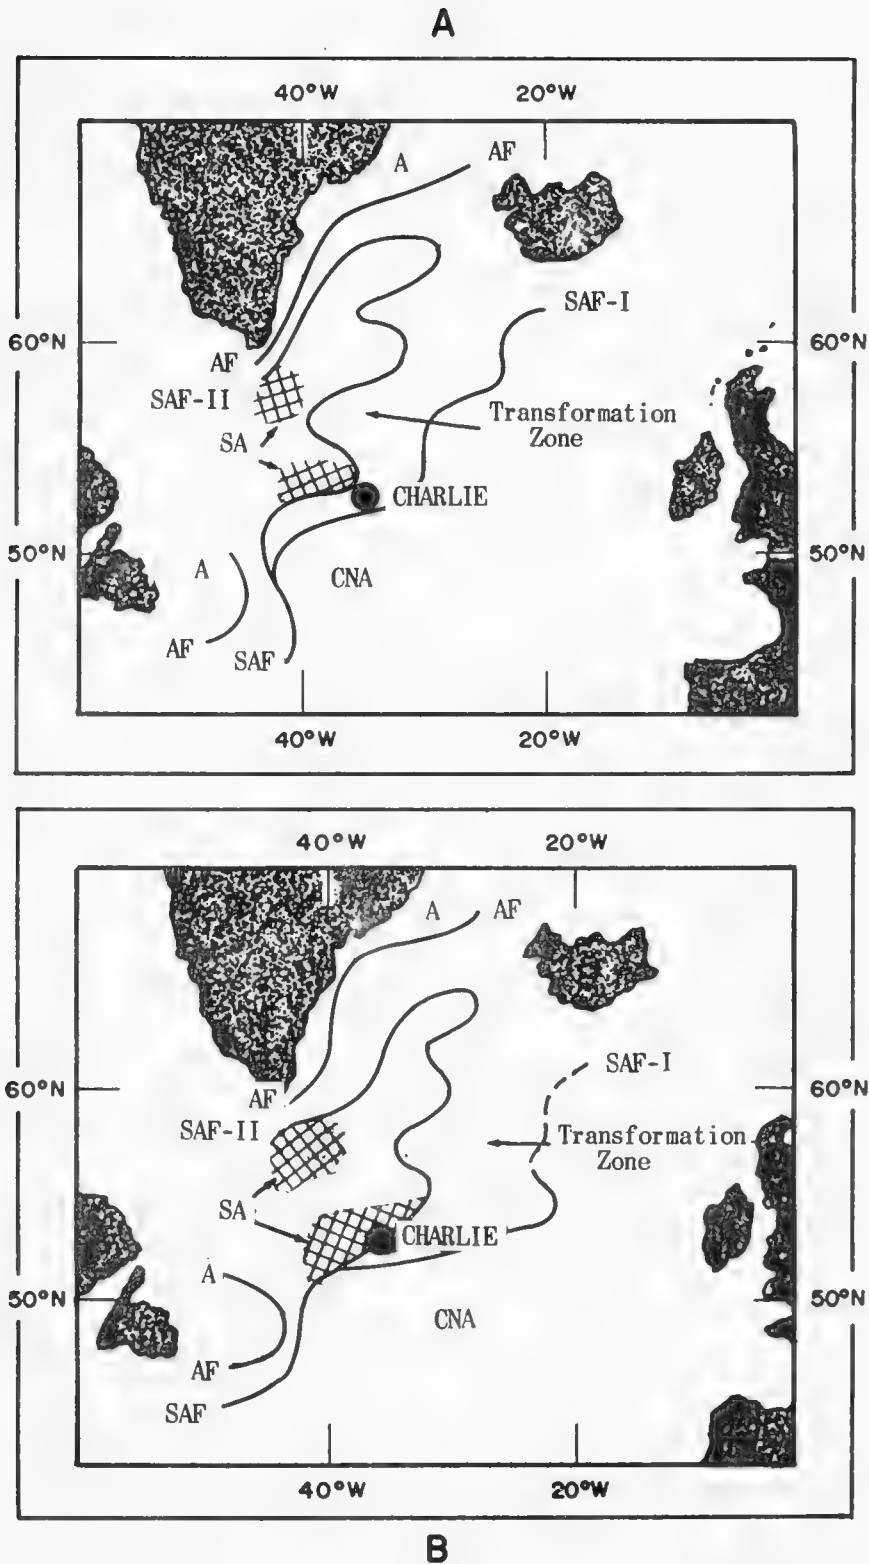 A
40°W 20°W
A AF
SAF-I
60°N 60°N
AF
SAF-II
Transformation
Zone
SA
CHARLIE
50°N 50°N
A CNA
AF SAF
40°W 20°W
40°W 20°W
A AF
SAF-I
60°N 60°N
AF
SAF-II Transformation
Zone
SA
CHARLIE
A
50°N 50°N
CNA
AF
SAF
40°W 20°W
B